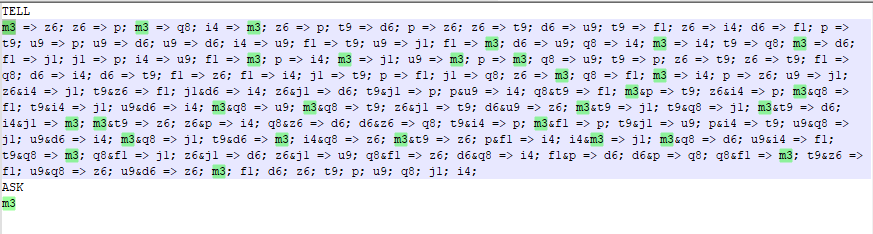 TELL
m3 => z6; z6 => p; m3 => q8; i4 => m3; z6 => p; t9 => d6; p => z6; z6 => t9; d6 => u9; t9 => f1; z6 => i4; d6 => f1; p =>
t9; u9 => p; u9 => d6; u9 => d6; i4 => u9; f1 => t9; u9 => j1; f1 => m3; d6 => u9; q8 => i4; m3 => i4; t9 => q8; m3 => d6;
f1 => j1; j1 => p; i4 => u9; f1 => m3; p => i4; m3 => j1; u9 => m3; p => m3; q8 => u9; t9 => p; z6 => t9; z6 => t9; f1 =>
q8; d6 => i4; d6 => t9; f1 => z6; f1 => i4; j1 => t9; p => f1; j1 => q8; z6 => m3; q8 => f1; m3 => i4; p => z6; u9 => j1;
z6&i4 => j1; t9&z6 => f1; j1&d6 => i4; z6&j1 => d6; t9&j1 => p; p&u9 => i4; q8&t9 => f1; m3&p => t9; z6&i4 => p; m3&q8 =>
f1; t9&i4 => j1; u9&d6 => i4; m3&q8 => u9; m3&q8 => t9; z6&j1 => t9; d6&u9 => z6; m3&t9 => j1; t9&q8 => j1; m3&t9 => d6;
i4&j1 => m3; m3&t9 => z6; z6&p => i4; q8&z6 => d6; d6&z6 => q8; t9&i4 => p; m3&f1 => p; t9&j1 => u9; p&i4 => t9; u9&q8 =>
j1; u9&d6 => i4; m3&q8 => j1; t9&d6 => m3; i4&q8 => z6; m3&t9 => z6; p&f1 => i4; i4&m3 => j1; m3&q8 => d6; u9&i4 => f1;
t9&q8 => m3; q8&f1 => j1; z6&j1 => d6; z6&j1 => u9; q8&f1 => z6; d6&q8 => i4; f1&p => d6; d6&p => q8; q8&f1 => m3; t9&z6 =>
f1; u9&q8 => z6; u9&d6 => z6; m3; f1; d6; z6; t9; p; u9; q8; j1; i4;
ASK
m3